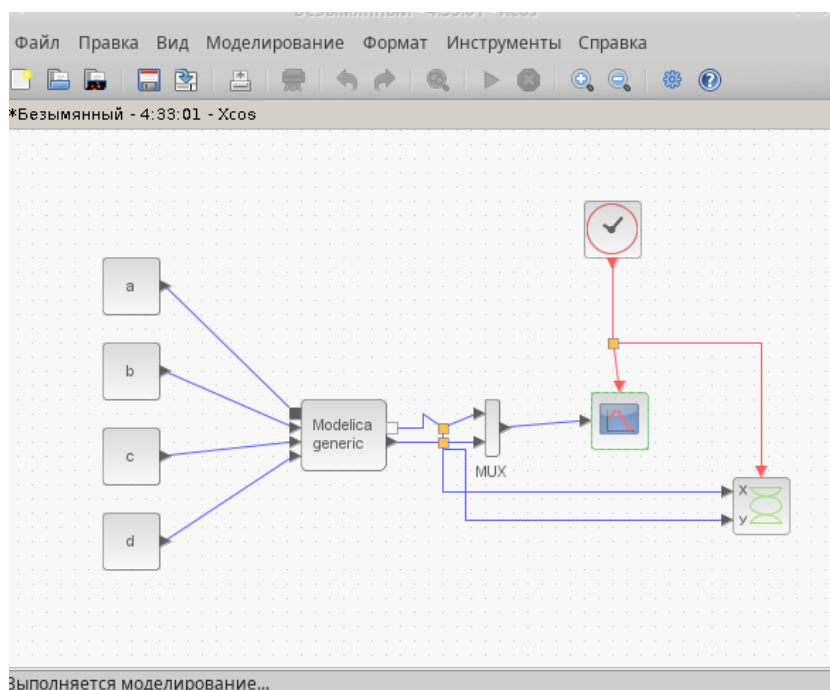 Файл Правка Вид Моделирование Формат Инструменты Справка
*Безымянный - 4:33:01 - Xcos
a
b
c
d
Modelica
generic
MUX
X
y
Выполняется моделирование...